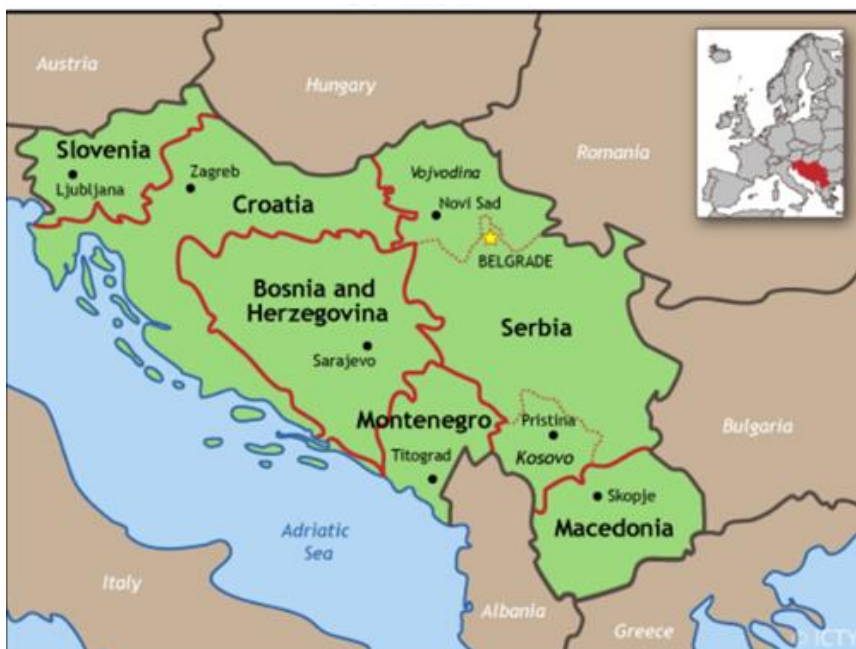 Austria
Hungary
Romania
Slovenia
Ljubljana
Zagreb
Croatia
Vojvodina
Novi Sad
BELGRADE
Bosnia and
Herzegovina
Sarajevo
Serbia
Montenegro
Titograd
Pristina
Kosovo
Bulgaria
Skopje
Macedonia
Adriatic
Sea
Italy
Albania
Greece
© ICTY